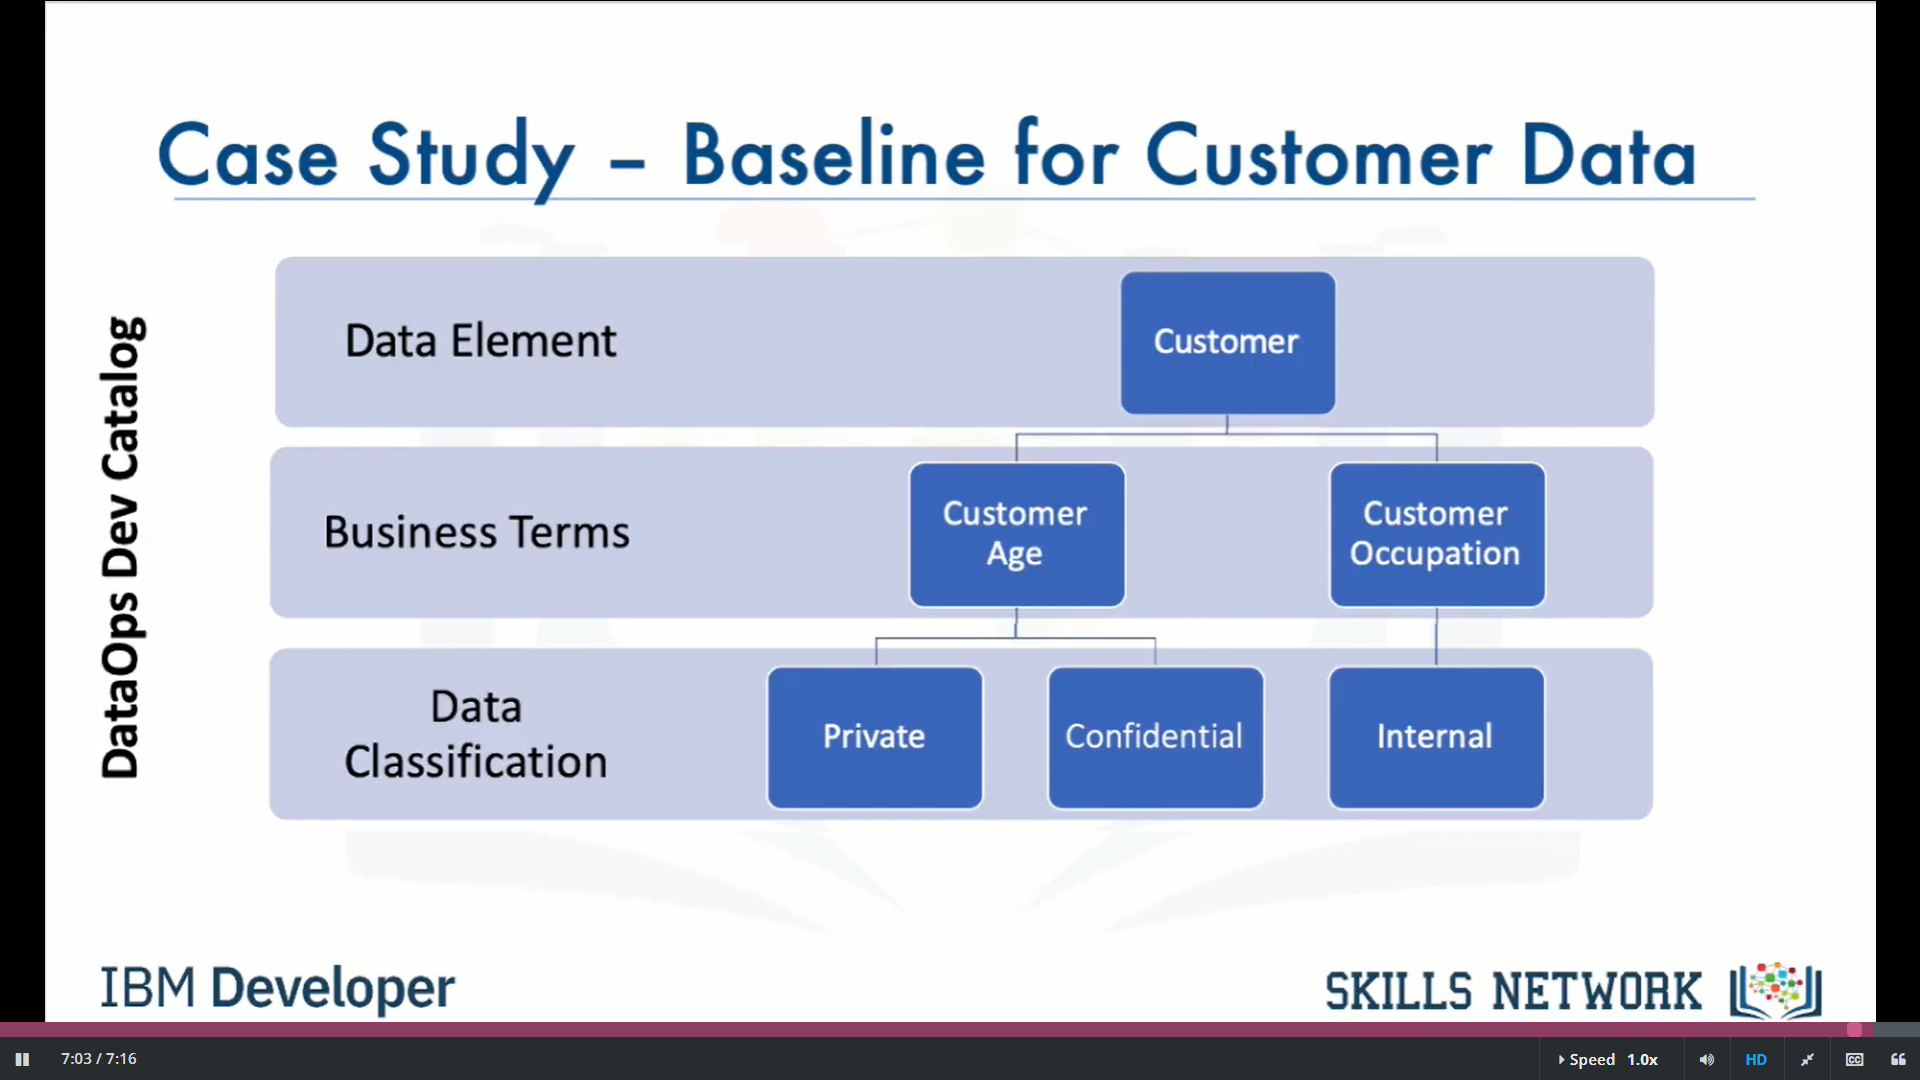 Case Study – Baseline for Customer Data
DataOps Dev Catalog
Data Element
Customer
Business Terms
Customer
Age
Customer
Occupation
Data
Classification
Private
Confidential
Internal
IBM Developer
SKILLS NETWORK
7:03 / 7:16
Speed 1.0x
HD
CC